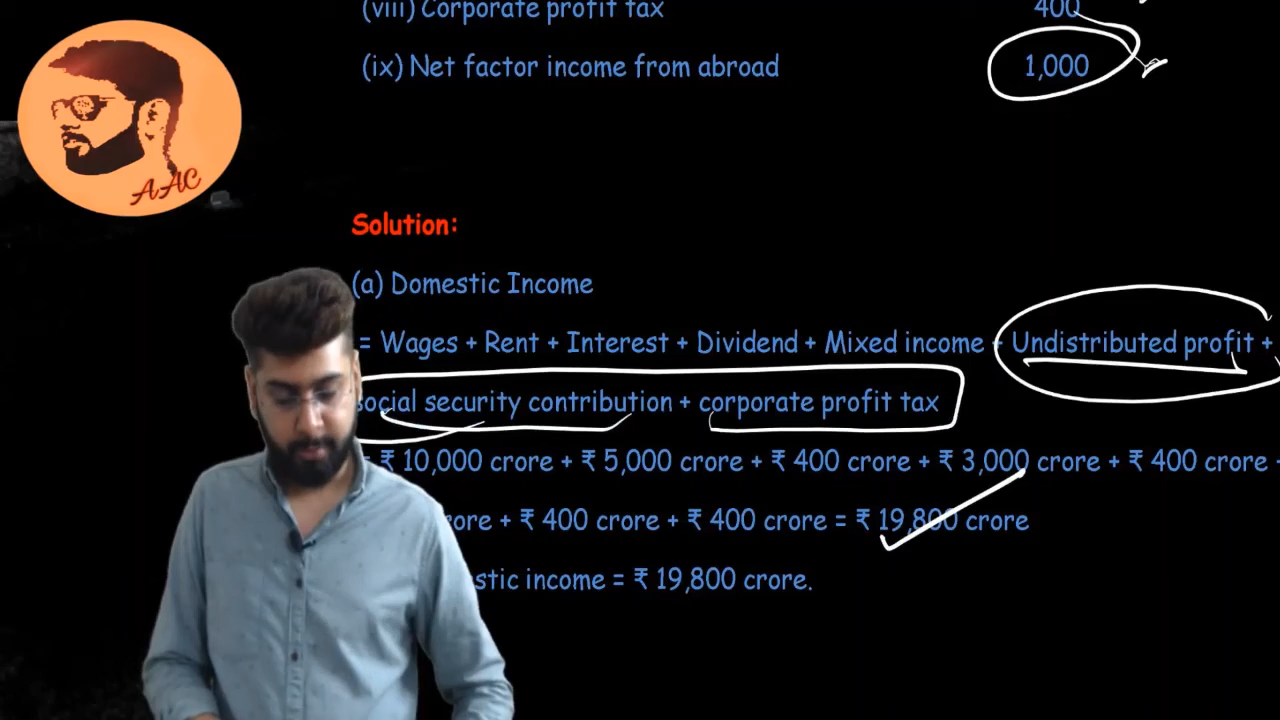 (viii) Corporate profit tax 400
(ix) Net factor income from abroad 1,000
AAC
Solution:
(a) Domestic Income
= Wages + Rent + Interest + Dividend + Mixed income + Undistributed profit +
social security contribution + corporate profit tax
= ₹ 10,000 crore + ₹ 5,000 crore + ₹ 400 crore + ₹ 3,000 crore + ₹ 400 crore +
crore + ₹ 400 crore + ₹ 400 crore = ₹ 19,800 crore
stic income = ₹ 19,800 crore.